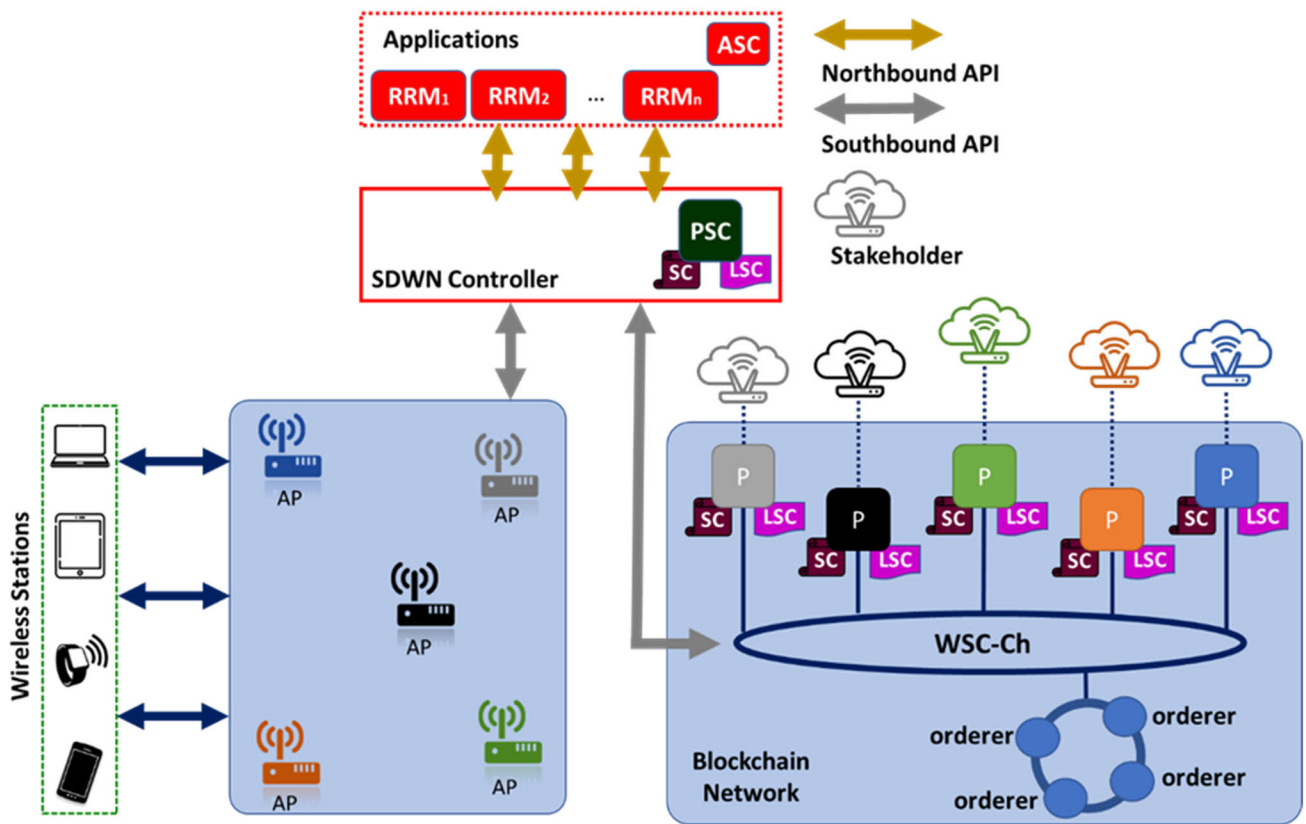 Applications
ASC
RRM1
RRM2
...
RRMn
Northbound API
Southbound API
Stakeholder
PSC
SC
LSC
SDWN Controller
Wireless Stations
AP
AP
AP
AP
AP
P
SC
LSC
P
SC
LSC
P
SC
LSC
P
SC
LSC
P
SC
LSC
WSC-Ch
orderer
orderer
orderer
orderer
Blockchain
Network